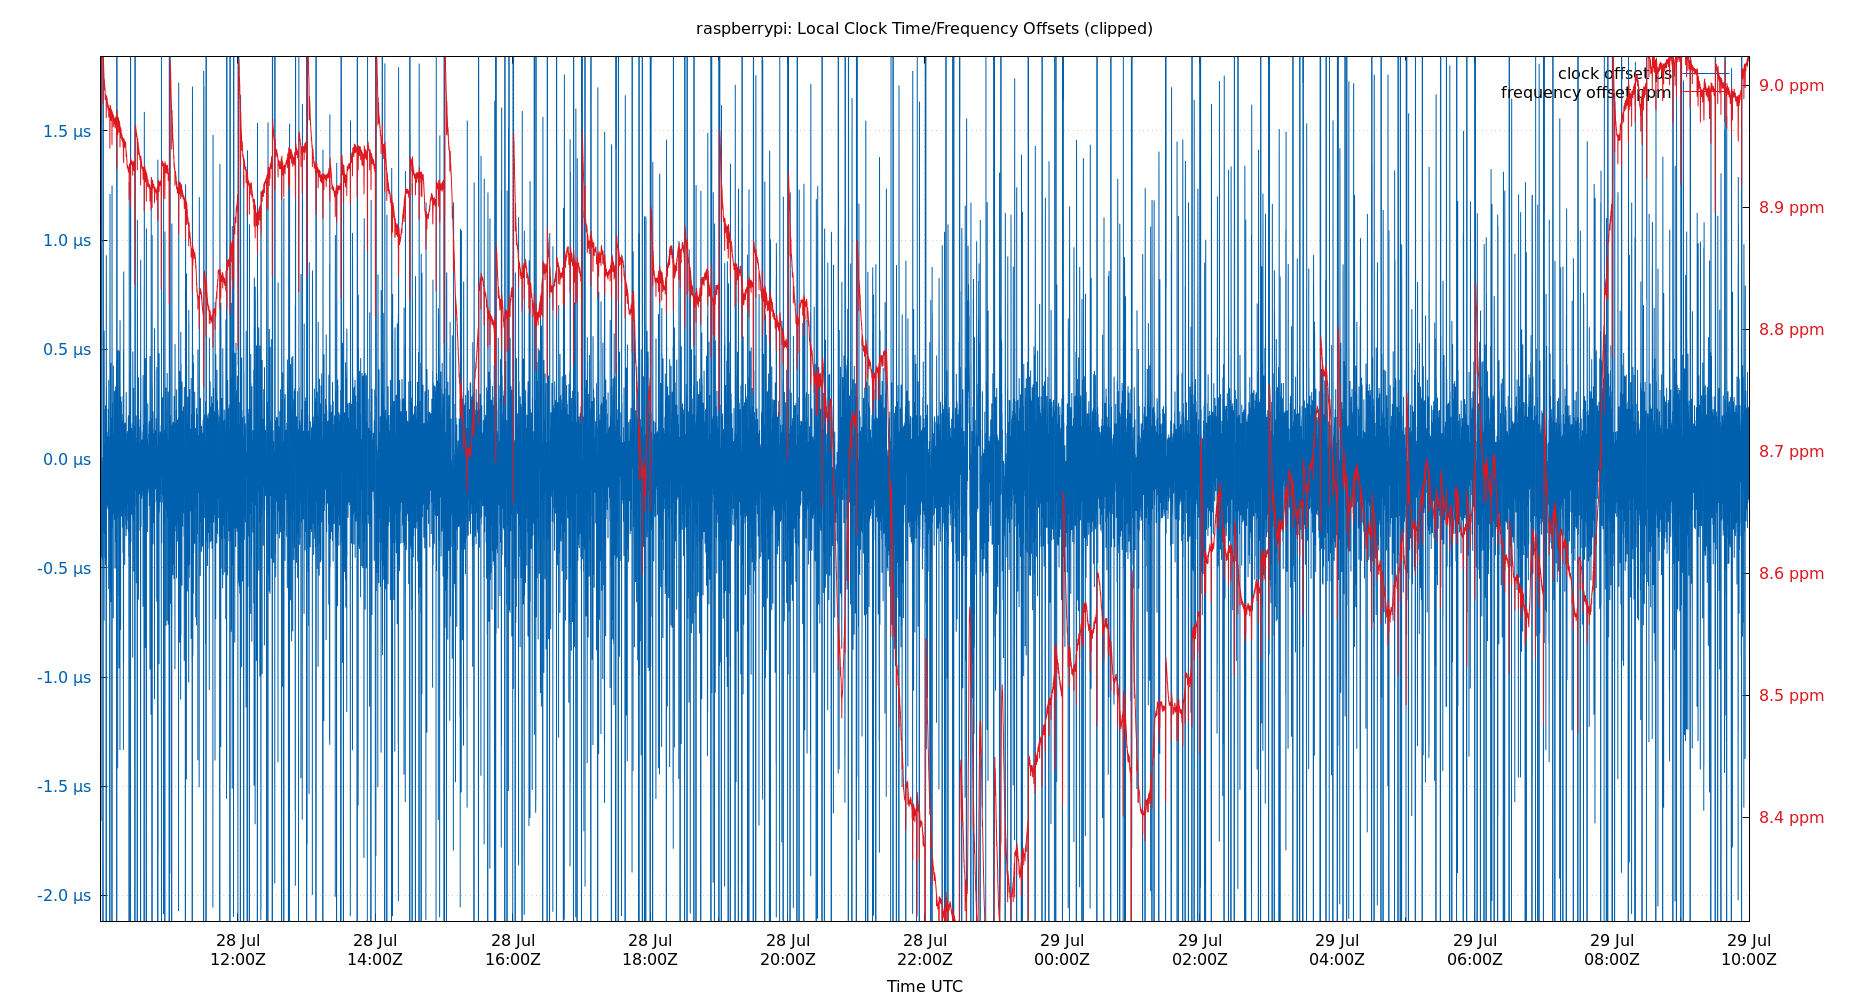 raspberrypi: Local Clock Time/Frequency Offsets (clipped)
clock offset µs
frequency offset ppm
1.5 µs
1.0 µs
0.5 µs
0.0 µs
-0.5 µs
-1.0 µs
-1.5 µs
-2.0 µs
9.0 ppm
8.9 ppm
8.8 ppm
8.7 ppm
8.6 ppm
8.5 ppm
8.4 ppm
28 Jul 28 Jul 28 Jul 28 Jul 28 Jul 28 Jul 29 Jul 29 Jul 29 Jul 29 Jul 29 Jul 29 Jul
12:00Z 14:00Z 16:00Z 18:00Z 20:00Z 22:00Z 00:00Z 02:00Z 04:00Z 06:00Z 08:00Z 10:00Z
Time UTC